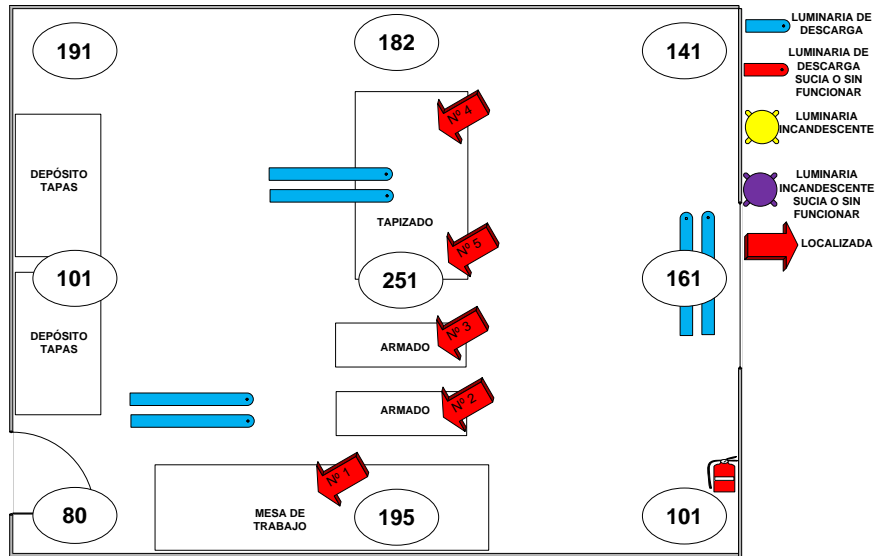 191
182
141
DEPÓSITO
TAPAS
Nº 4
TAPIZADO
Nº 5
101
251
161
DEPÓSITO
TAPAS
ARMADO
Nº 3
ARMADO
Nº 2
Nº 1
MESA DE
TRABAJO
80
195
101
LUMINARIA DE
DESCARGA
LUMINARIA DE
DESCARGA
SUCIA O SIN
FUNCIONAR
LUMINARIA
INCANDESCENTE
LUMINARIA
INCANDESCENTE
SUCIA O SIN
FUNCIONAR
LOCALIZADA